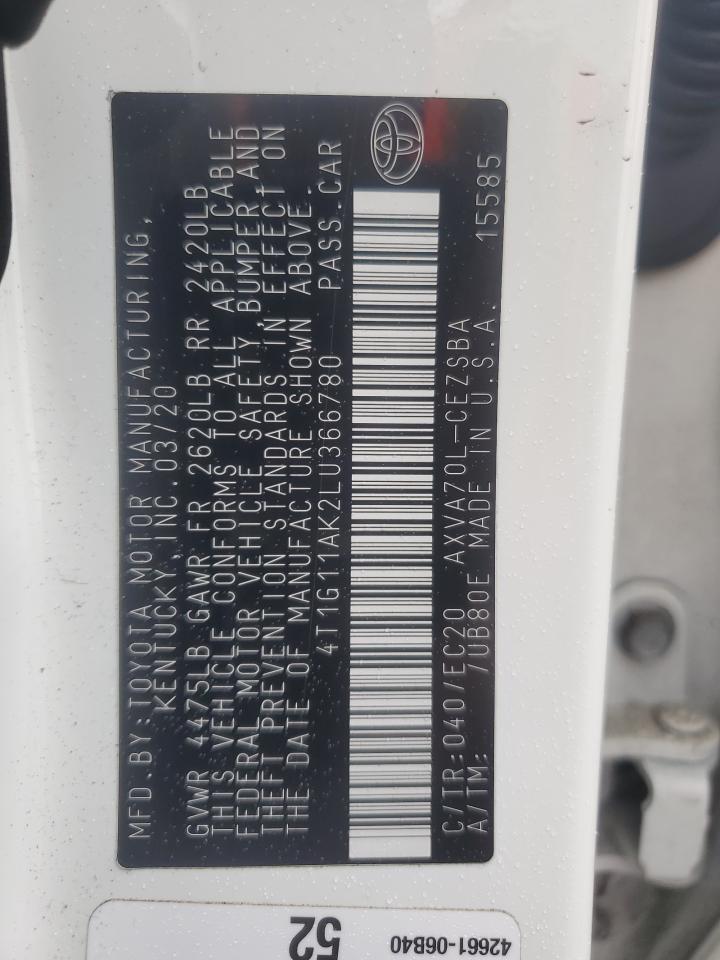 MFD.BY:TOYOTA MOTOR MANUFACTURING,
KENTUCKY,INC.03/20
GVWR 4475LB GAWR FR 2620LB RR 2420LB
THIS VEHICLE CONFORMS TO ALL APPLICABLE
FEDERAL MOTOR VEHICLE SAFETY, BUMPER, AND
THEFT PREVENTION STANDARDS IN EFFECT ON
THE DATE OF MANUFACTURE SHOWN ABOVE.
4T1G11AK2LU366780 PASS.CAR
C/TR:040/EC20 AXVA70L-CEZSBA
A/TM: /UB80E MADE IN U.S.A. 15585
52
42661-06B40